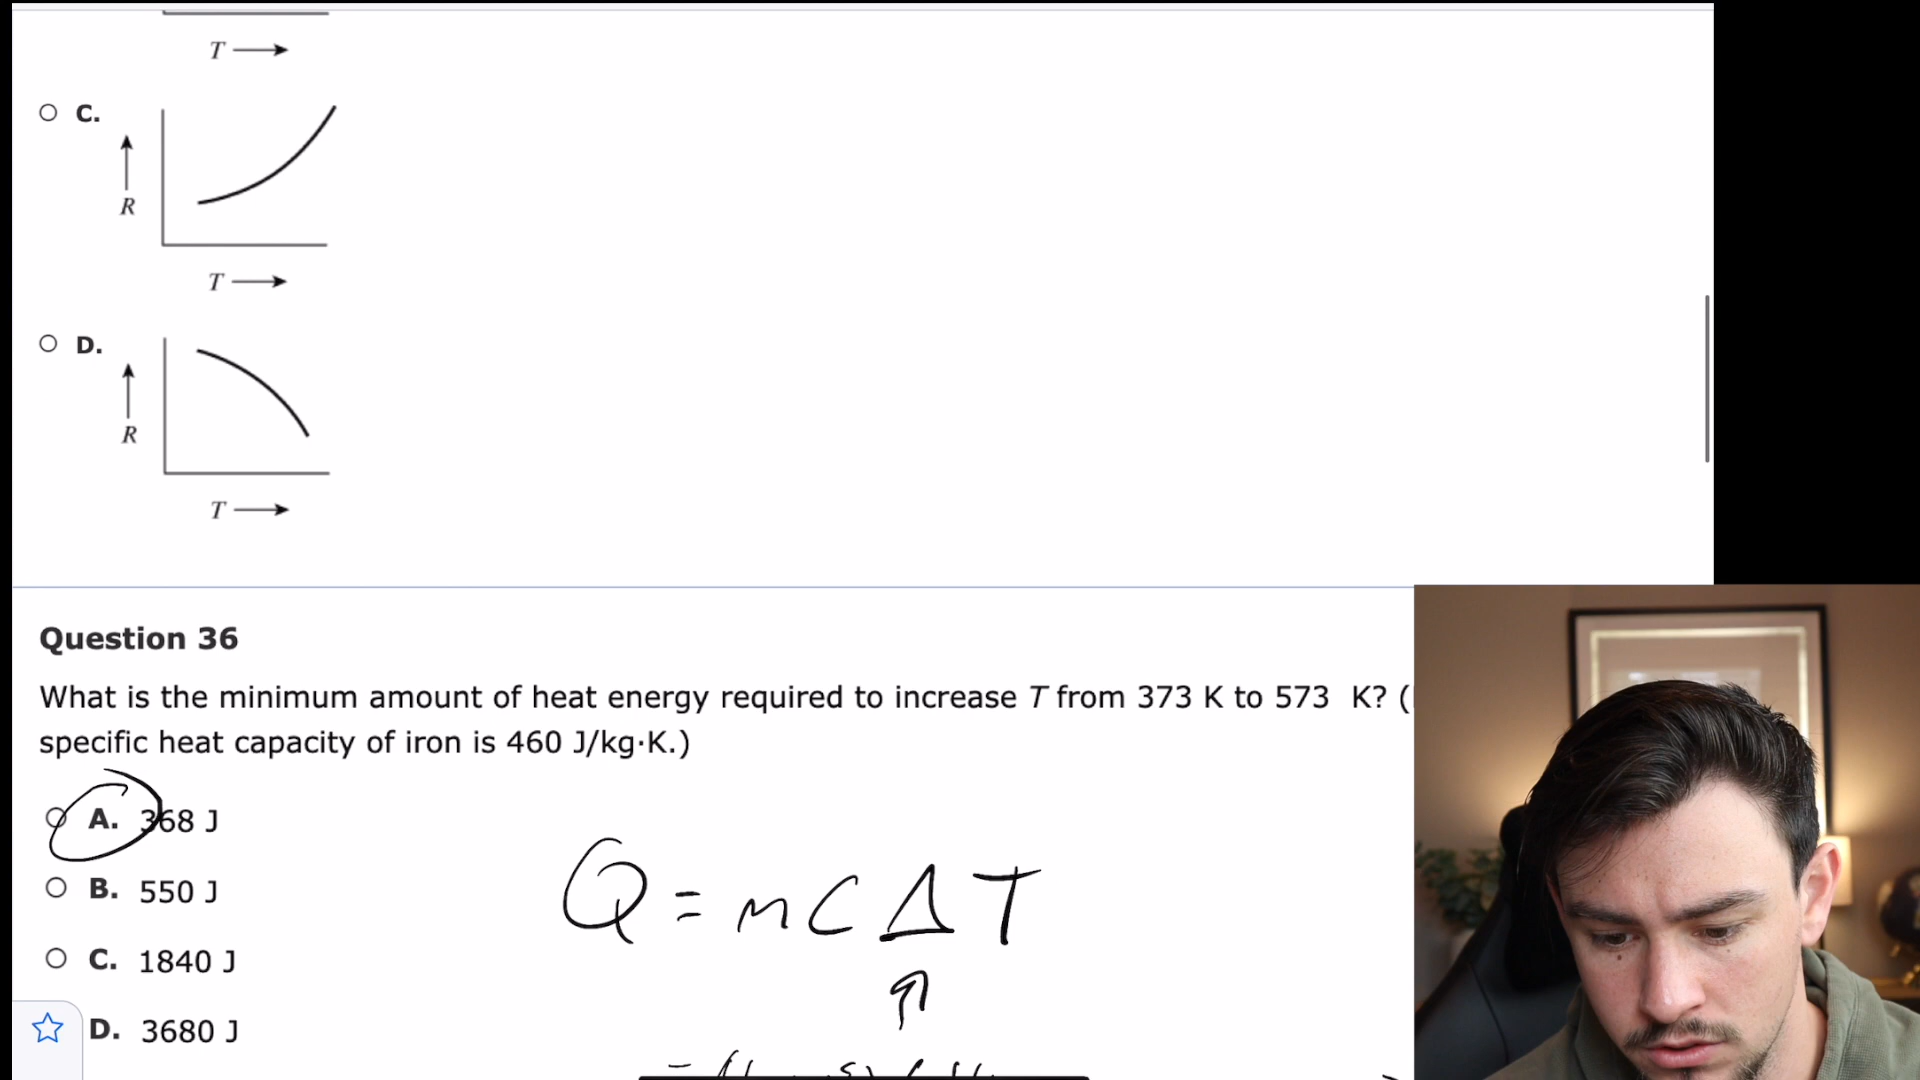 T
C.
R
T
D.
R
T
Question 36
What is the minimum amount of heat energy required to increase T from 373 K to 573 K? (
specific heat capacity of iron is 460 J/kg·K.)
A. 368 J
B. 550 J
C. 1840 J
D. 3680 J
Q = mCΔT